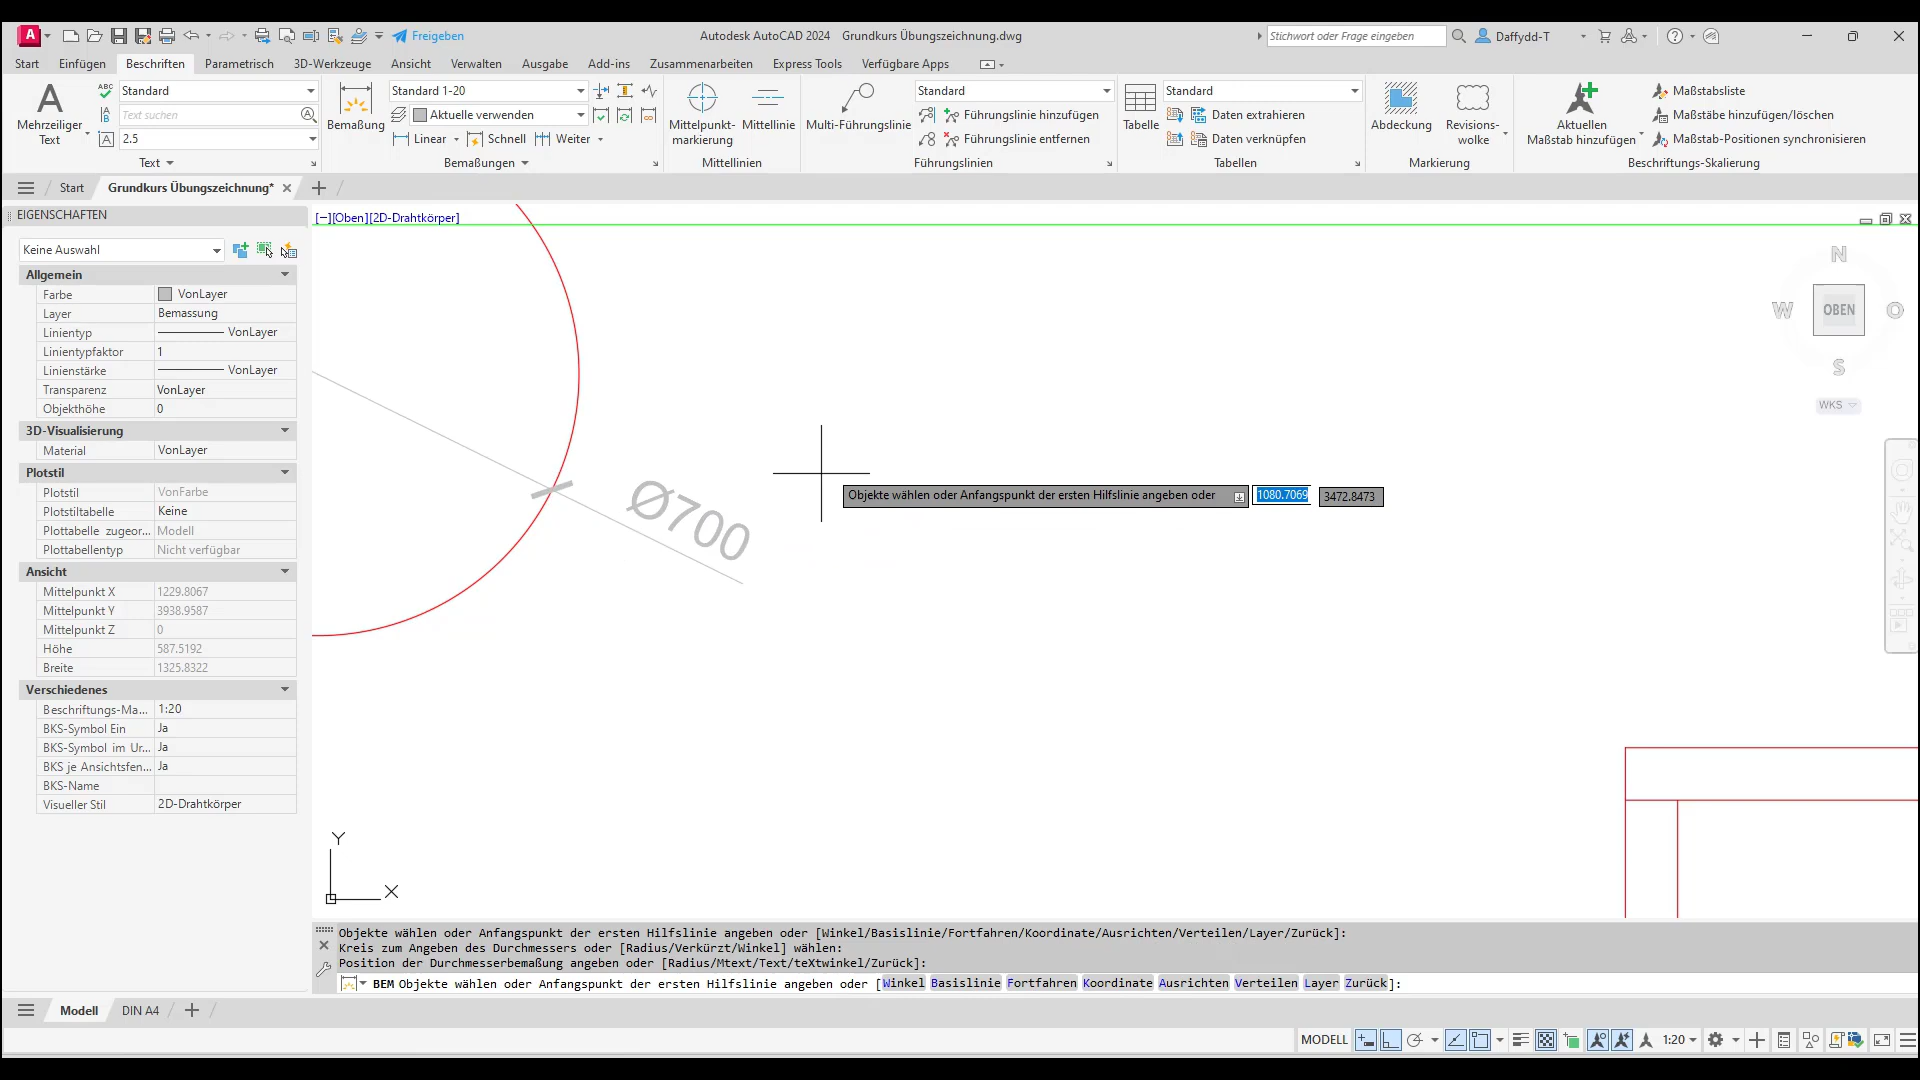 A Freigeben Autodesk AutoCAD 2024 Grundkurs Übungszeichnung.dwg Stichwort oder Frage eingeben Daffydd-T
Start Einfügen Beschriften Parametrisch 3D-Werkzeuge Ansicht Verwalten Ausgabe Add-ins Zusammenarbeiten Express Tools Verfügbare Apps
Mehrzeiliger Text
ABC Standard
Text suchen
2.5
Text
Bemaßung
Standard 1-20
Aktuelle verwenden
Linear Schnell Weiter
Bemaßungen
Mittelpunkt-markierung Mittellinie
Mittellinien
Multi-Führungslinie
Standard
Führungslinie hinzufügen
Führungslinie entfernen
Führungslinien
Tabelle
Standard
Daten extrahieren
Daten verknüpfen
Tabellen
Abdeckung Revisions-wolke
Markierung
Aktuellen Maßstab hinzufügen
Maßstabsliste
Maßstäbe hinzufügen/löschen
Maßstab-Positionen synchronisieren
Beschriftungs-Skalierung
Start Grundkurs Übungszeichnung*
EIGENSCHAFTEN
Keine Auswahl
Allgemein
Farbe VonLayer
Layer Bemassung
Linientyp VonLayer
Linientypfaktor 1
Linienstärke VonLayer
Transparenz VonLayer
Objekthöhe 0
3D-Visualisierung
Material VonLayer
Plotstil
Plotstil VonFarbe
Plotstiltabelle Keine
Plottabelle zugeor... Modell
Plottabellentyp Nicht verfügbar
Ansicht
Mittelpunkt X 1229.8067
Mittelpunkt Y 3938.9587
Mittelpunkt Z 0
Höhe 587.5192
Breite 1325.8322
Verschiedenes
Beschriftungs-Ma... 1:20
BKS-Symbol Ein Ja
BKS-Symbol im Ur... Ja
BKS je Ansichtsfen... Ja
BKS-Name
Visueller Stil 2D-Drahtkörper
[−][Oben][2D-Drahtkörper]
N
W OBEN O
S
WKS
Ø700
Objekte wählen oder Anfangspunkt der ersten Hilfslinie angeben oder 1080.7069 3472.8473
Y
X
Objekte wählen oder Anfangspunkt der ersten Hilfslinie angeben oder [Winkel/Basislinie/Fortfahren/Koordinate/Ausrichten/Verteilen/Layer/Zurück]:
Kreis zum Angeben des Durchmessers oder [Radius/Verkürzt/Winkel] wählen:
Position der Durchmesserbemaßung angeben oder [Radius/Mtext/Text/teXtwinkel/Zurück]:
BEM Objekte wählen oder Anfangspunkt der ersten Hilfslinie angeben oder [Winkel Basislinie Fortfahren Koordinate Ausrichten Verteilen Layer Zurück]:
Modell DIN A4
MODELL 1:20